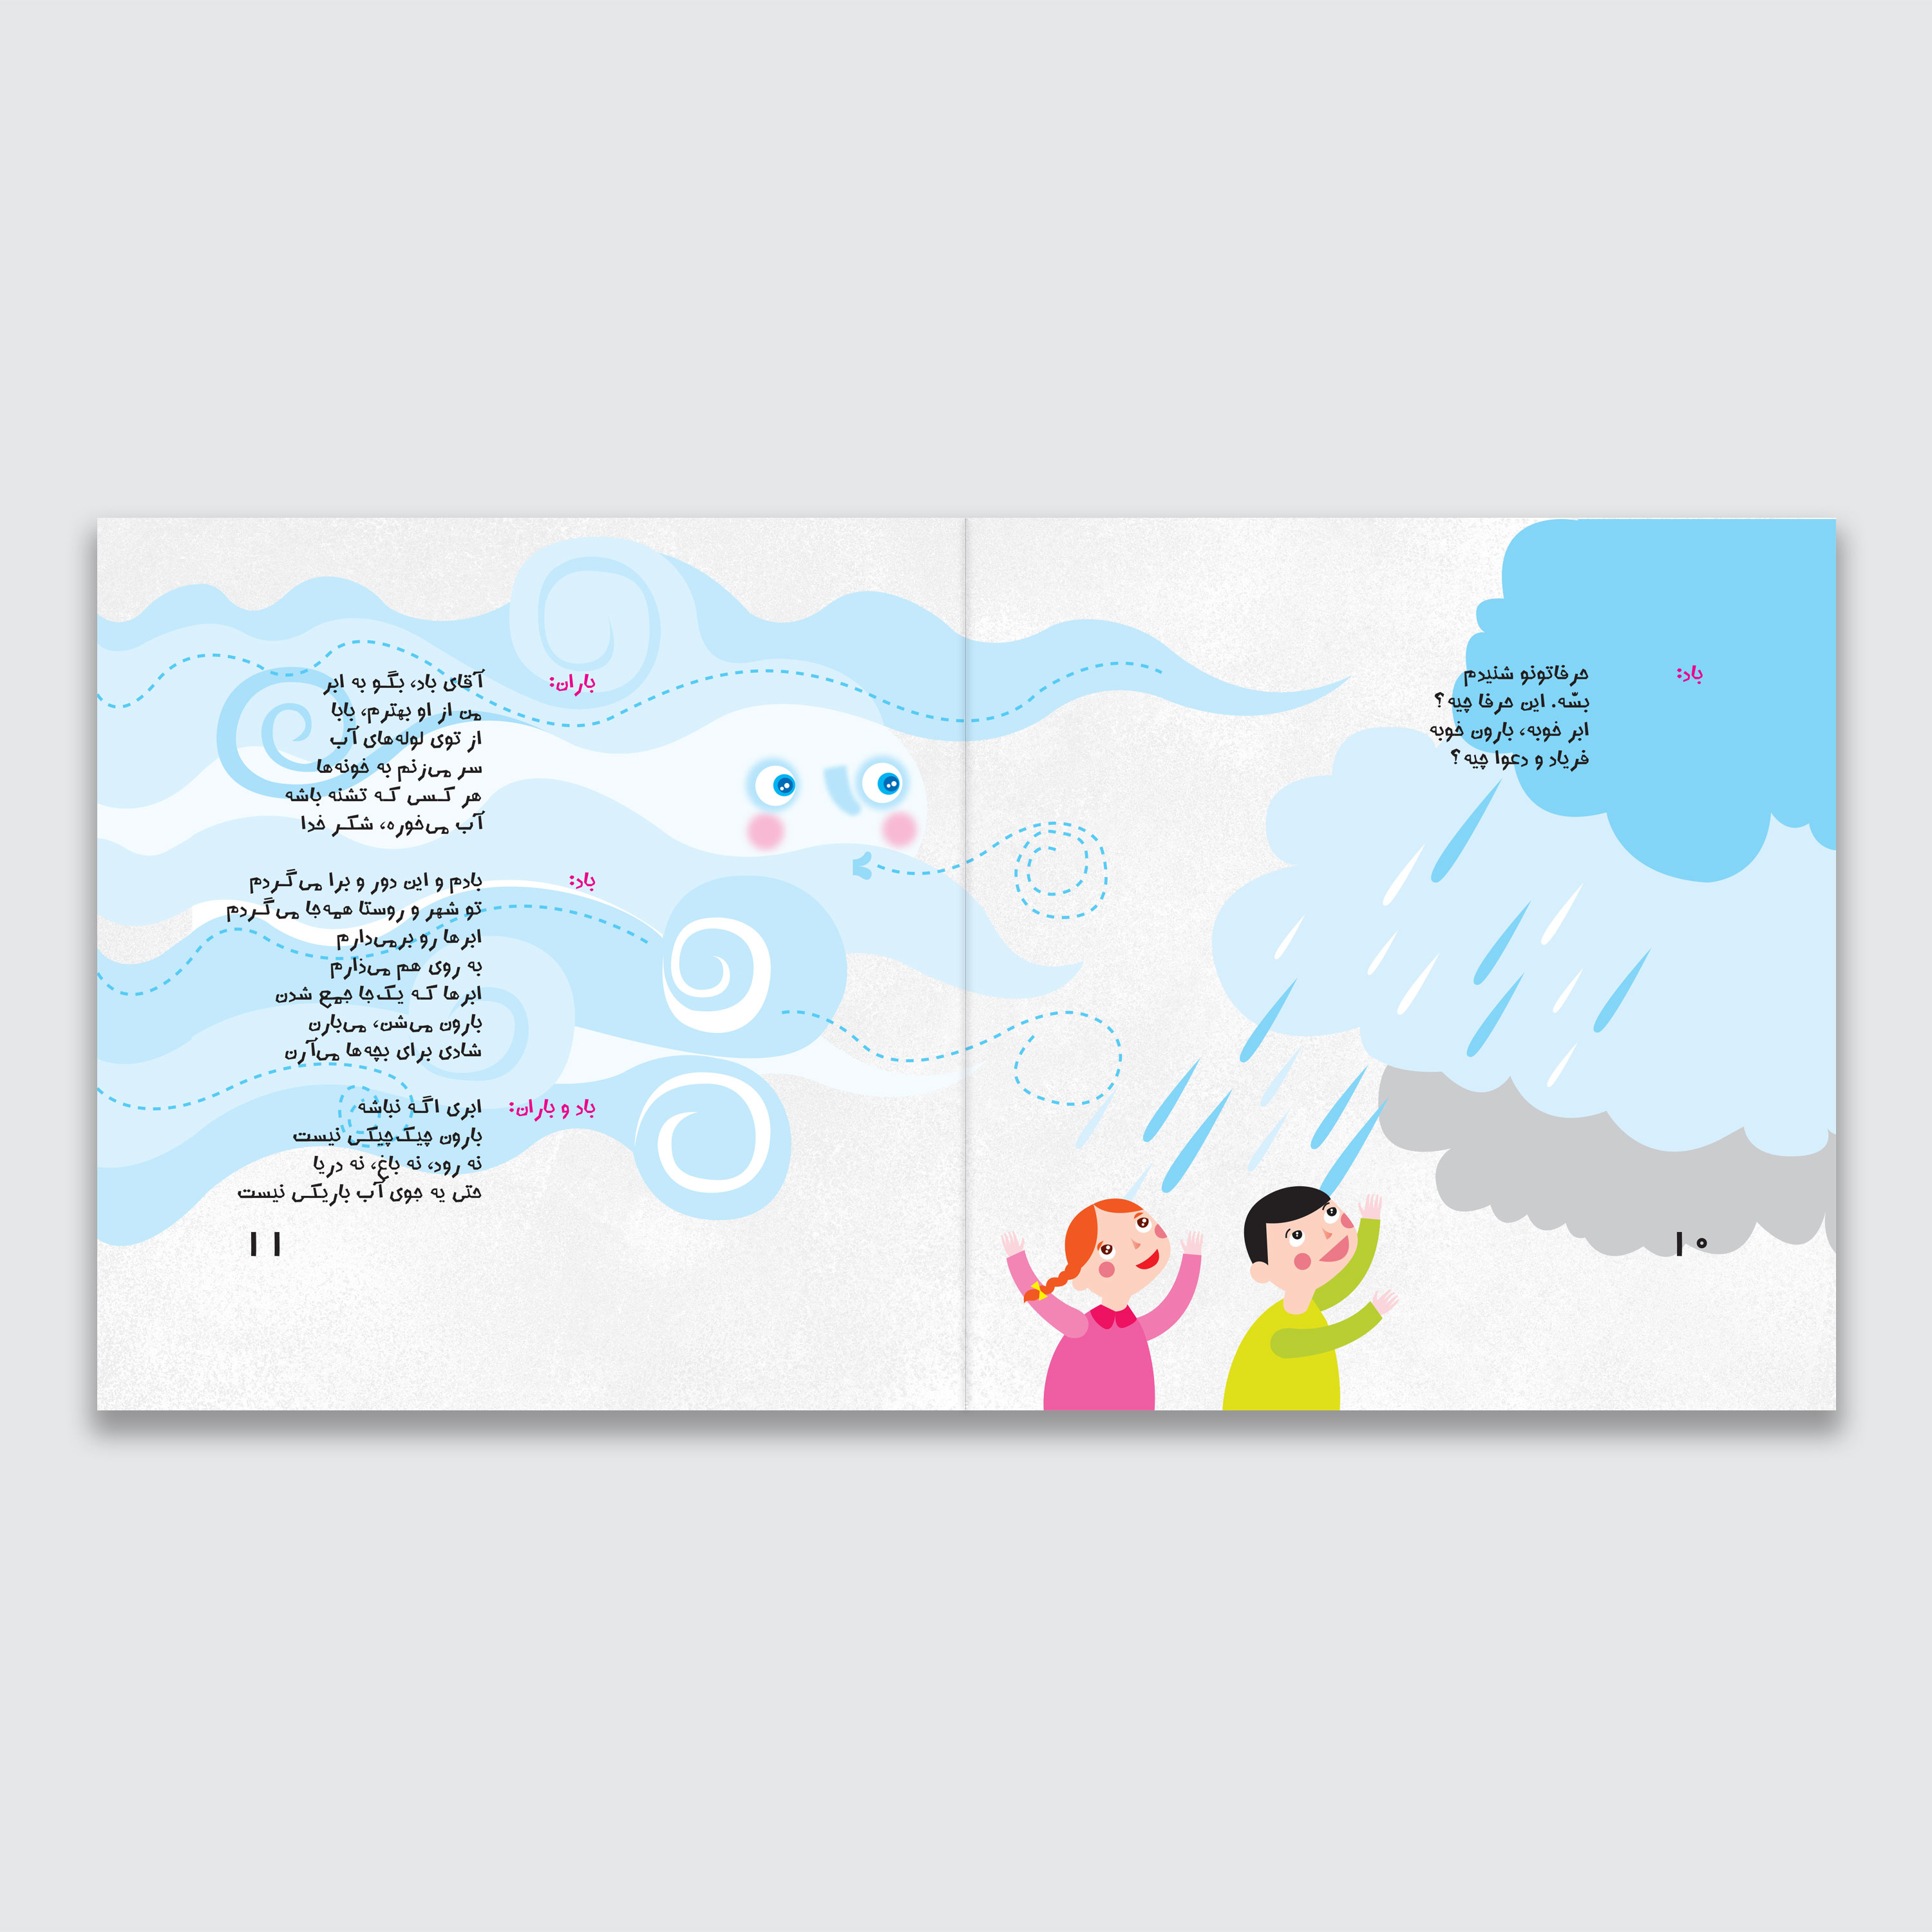 باد:
حرفاتونو شنیدم
بسّه. این حرفا چیه؟
ابر خوبه، بارون خوبه
فریاد و دعوا چیه؟
۱۰
باران:
آقای باد، بگو به ابر
من از او بهترم، بابا
از توی لوله‌های آب
سر می‌زنم به خونه‌ها
هر کسی که تشنه باشه
آب می‌خوره، شکر خدا
باد:
بادم و این دور و برا می‌گردم
تو شهر و روستا همه‌جا می‌گردم
ابرها رو برمی‌دارم
به روی هم می‌ذارم
ابرها که یک‌جا جمع شدن
بارون می‌شن، می‌بارن
شادی برای بچه‌ها می‌آرن
باد و باران:
ابری اگه نباشه
بارون چیک‌چیکی نیست
نه رود، نه باغ، نه دریا
حتی یه جوی آب باریکی نیست
۱۱